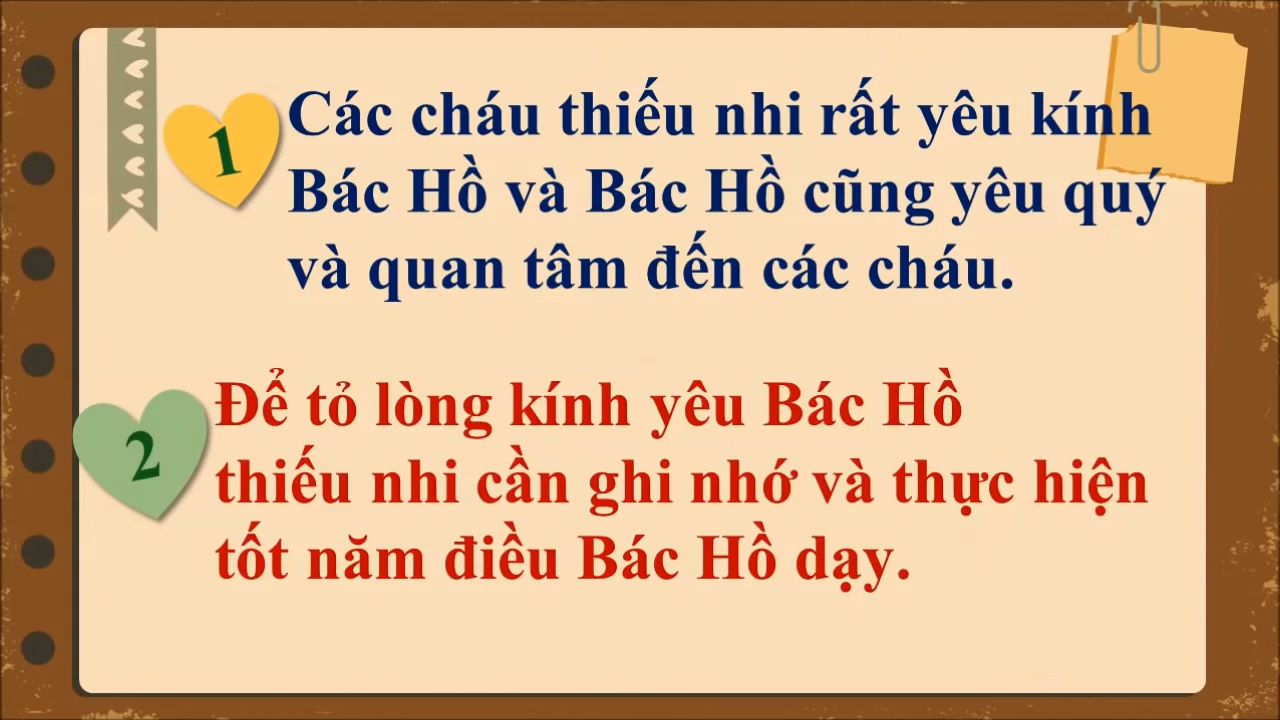 1
Các cháu thiếu nhi rất yêu kính
Bác Hồ và Bác Hồ cũng yêu quý
và quan tâm đến các cháu.
2
Để tỏ lòng kính yêu Bác Hồ
thiếu nhi cần ghi nhớ và thực hiện
tốt năm điều Bác Hồ dạy.